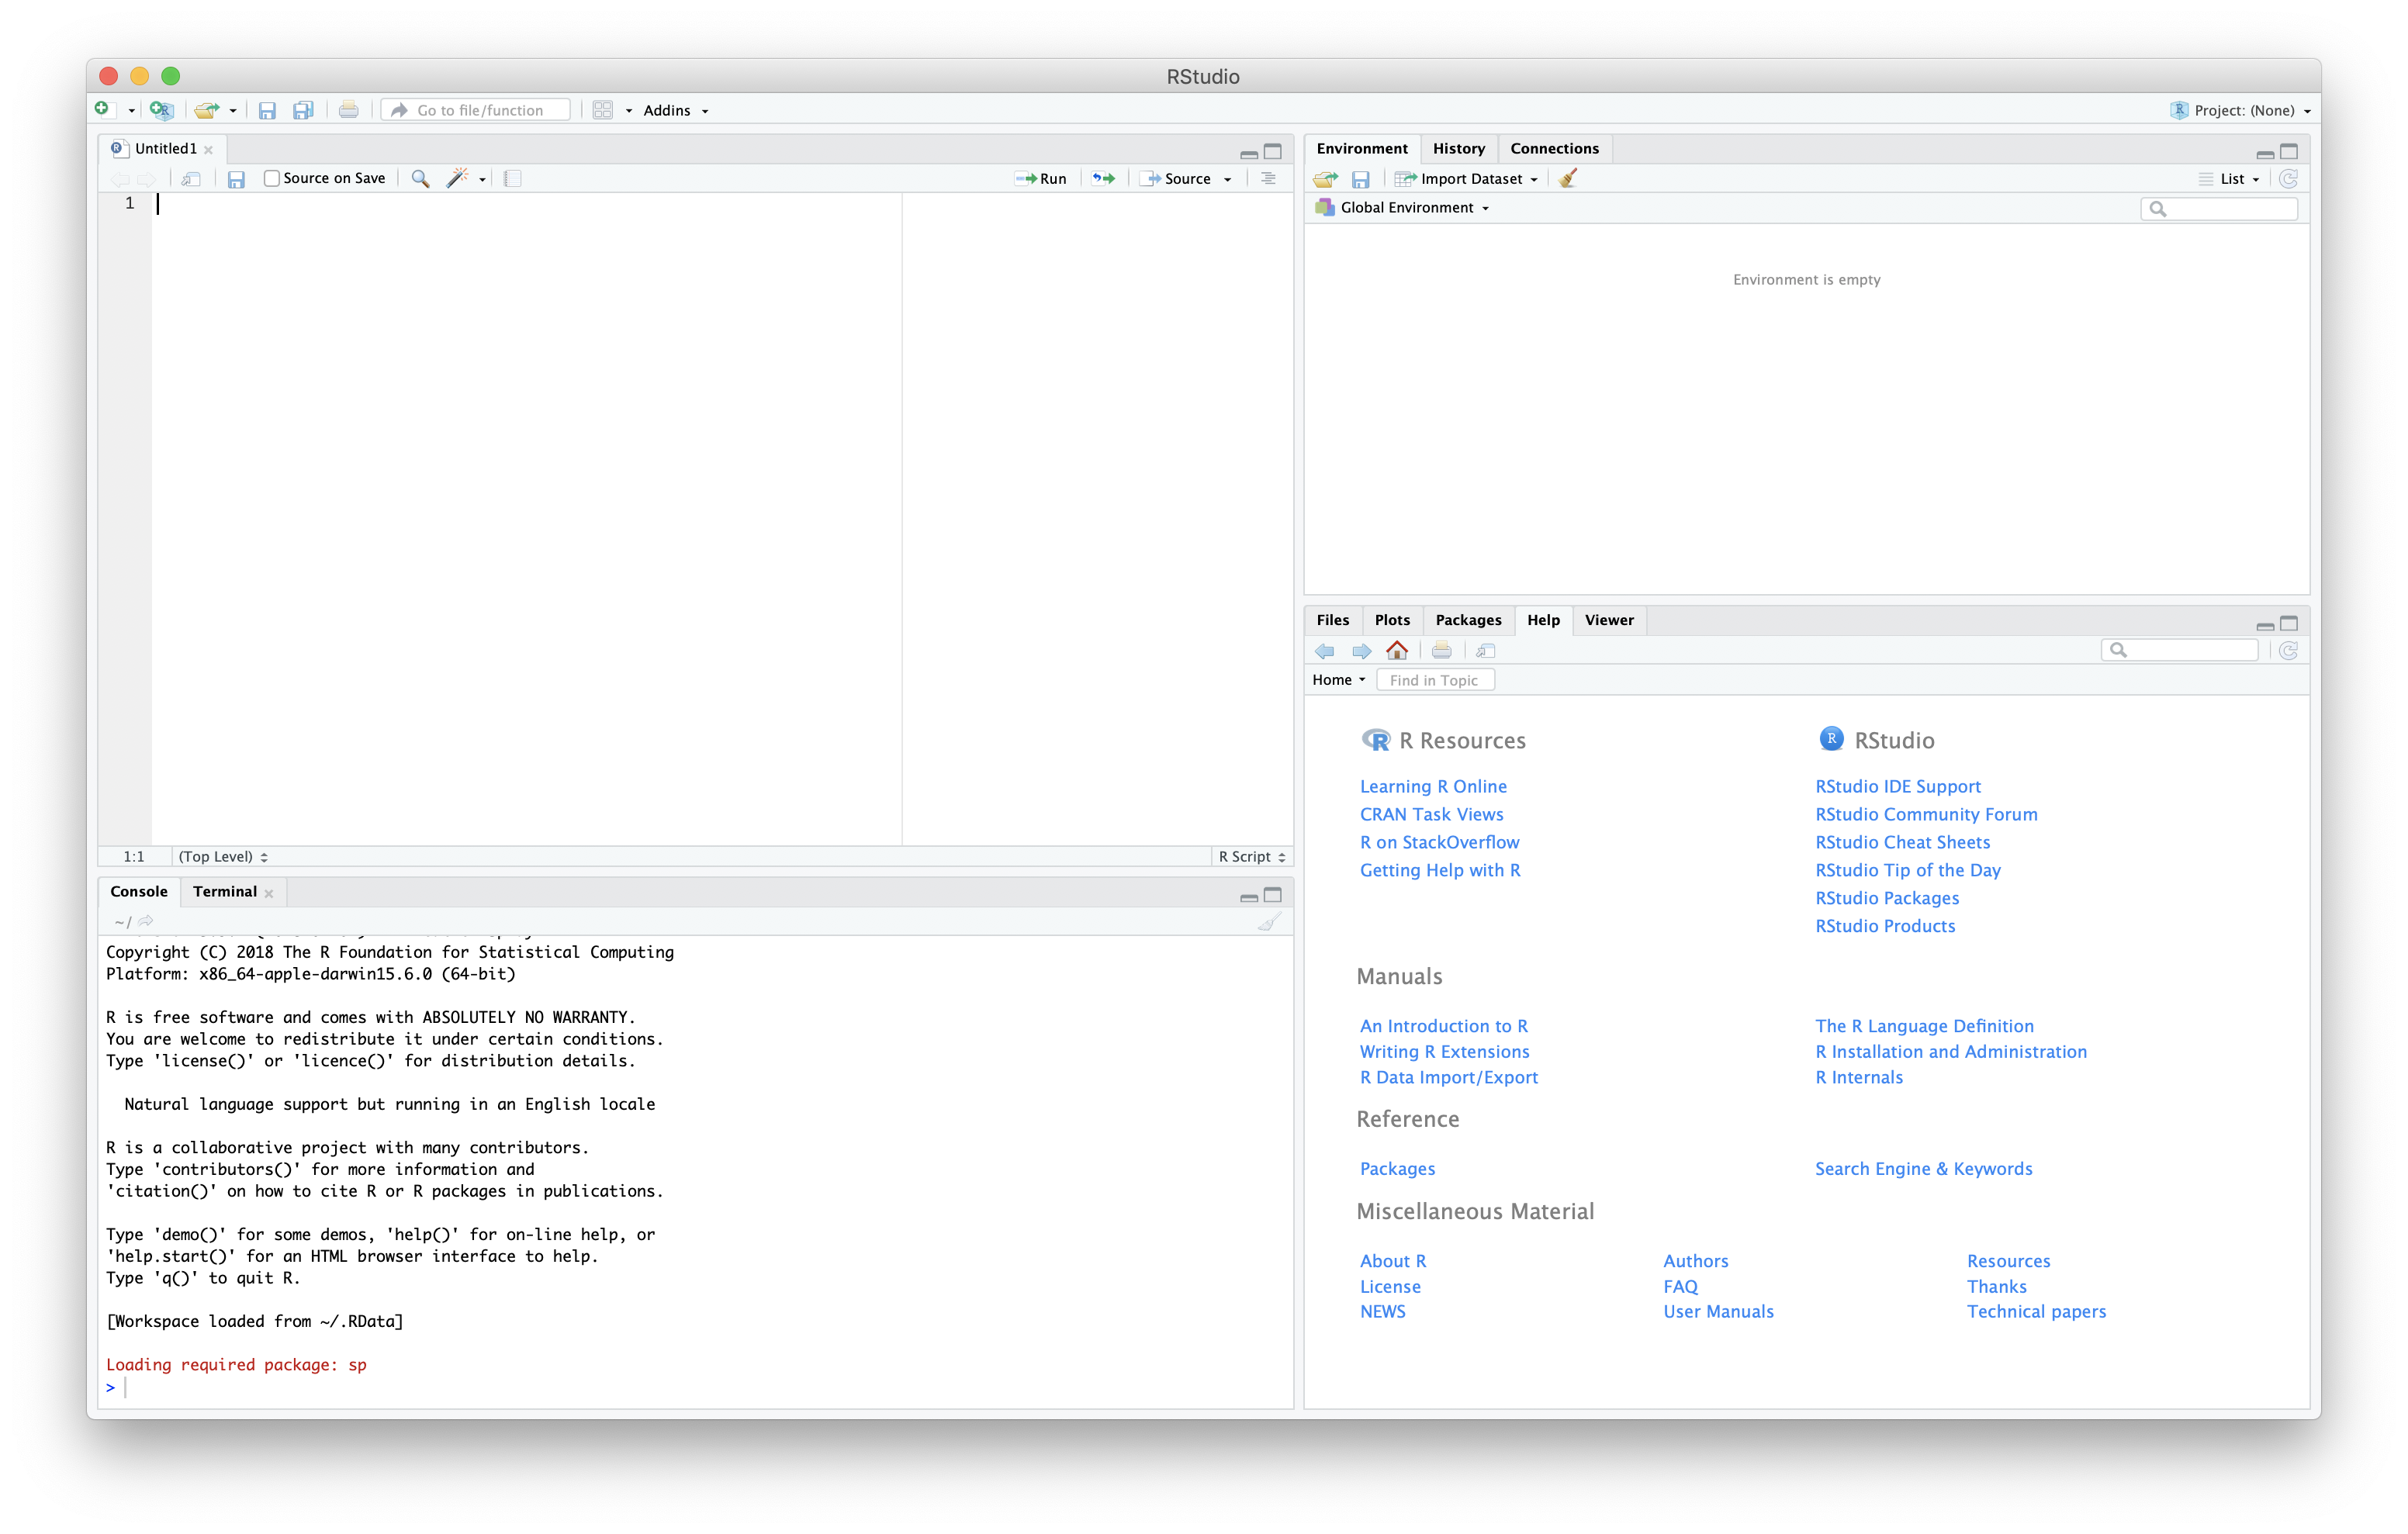 RStudio
Go to file/function
Addins
Project: (None)
Untitled1
Source on Save
Run
Source
1
1:1 (Top Level)
R Script
Console Terminal
~/
Copyright (C) 2018 The R Foundation for Statistical Computing
Platform: x86_64-apple-darwin15.6.0 (64-bit)
R is free software and comes with ABSOLUTELY NO WARRANTY.
You are welcome to redistribute it under certain conditions.
Type 'license()' or 'licence()' for distribution details.
Natural language support but running in an English locale
R is a collaborative project with many contributors.
Type 'contributors()' for more information and
'citation()' on how to cite R or R packages in publications.
Type 'demo()' for some demos, 'help()' for on-line help, or
'help.start()' for an HTML browser interface to help.
Type 'q()' to quit R.
[Workspace loaded from ~/.RData]
Loading required package: sp
>
Environment History Connections
Import Dataset
List
Global Environment
Environment is empty
Files Plots Packages Help Viewer
Home
Find in Topic
R Resources
Learning R Online
CRAN Task Views
R on StackOverflow
Getting Help with R
RStudio
RStudio IDE Support
RStudio Community Forum
RStudio Cheat Sheets
RStudio Tip of the Day
RStudio Packages
RStudio Products
Manuals
An Introduction to R
Writing R Extensions
R Data Import/Export
The R Language Definition
R Installation and Administration
R Internals
Reference
Packages
Search Engine & Keywords
Miscellaneous Material
About R
License
NEWS
Authors
FAQ
User Manuals
Resources
Thanks
Technical papers